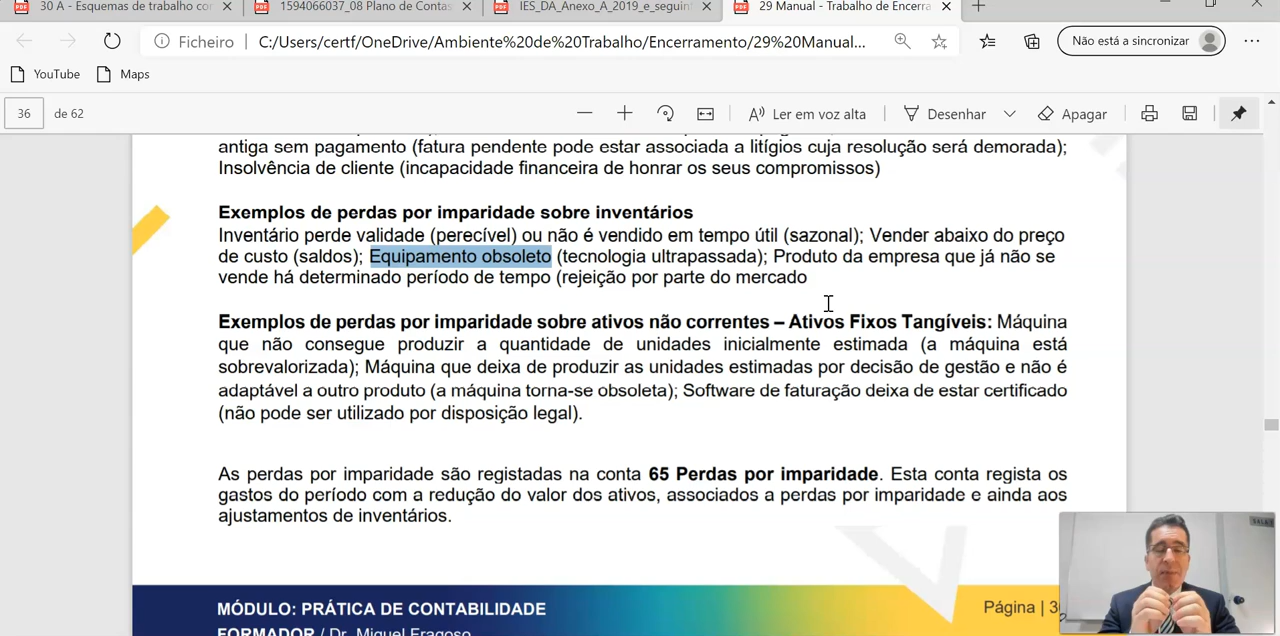 30 A - Esquemas de trabalho co
1594066037_08 Plano de Contas
IES_DA_Anexo_A_2019_e_seguin
29 Manual - Trabalho de Encerra
Ficheiro
C:/Users/certf/OneDrive/Ambiente%20de%20Trabalho/Encerramento/29%20Manual...
Não está a sincronizar
YouTube
Maps
36
de 62
Ler em voz alta
Desenhar
Apagar
antiga sem pagamento (fatura pendente pode estar associada a litígios cuja resolução será demorada);
Insolvência de cliente (incapacidade financeira de honrar os seus compromissos)
Exemplos de perdas por imparidade sobre inventários
Inventário perde validade (perecível) ou não é vendido em tempo útil (sazonal); Vender abaixo do preço
de custo (saldos); Equipamento obsoleto (tecnologia ultrapassada); Produto da empresa que já não se
vende há determinado período de tempo (rejeição por parte do mercado
Exemplos de perdas por imparidade sobre ativos não correntes – Ativos Fixos Tangíveis: Máquina
que não consegue produzir a quantidade de unidades inicialmente estimada (a máquina está
sobrevalorizada); Máquina que deixa de produzir as unidades estimadas por decisão de gestão e não é
adaptável a outro produto (a máquina torna-se obsoleta); Software de faturação deixa de estar certificado
(não pode ser utilizado por disposição legal).
As perdas por imparidade são registadas na conta 65 Perdas por imparidade. Esta conta regista os
gastos do período com a redução do valor dos ativos, associados a perdas por imparidade e ainda aos
ajustamentos de inventários.
MÓDULO: PRÁTICA DE CONTABILIDADE
Página | 36
FORMADOR / Dr. Miguel Fragoso